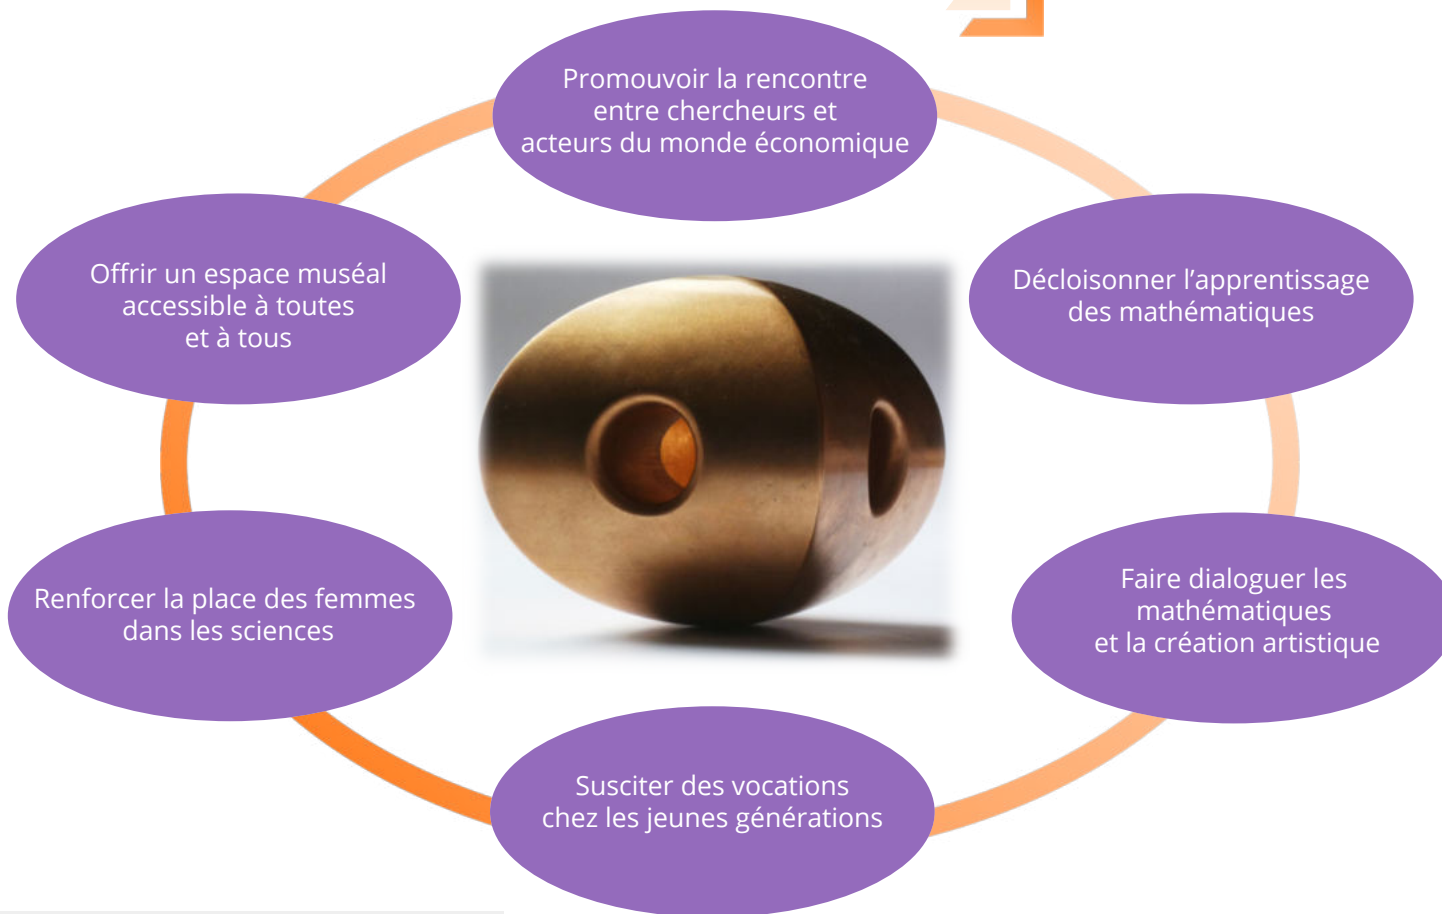 Promouvoir la rencontre
entre chercheurs et
acteurs du monde économique
Décloisonner l’apprentissage
des mathématiques
Faire dialoguer les
mathématiques
et la création artistique
Susciter des vocations
chez les jeunes générations
Renforcer la place des femmes
dans les sciences
Offrir un espace muséal
accessible à toutes
et à tous